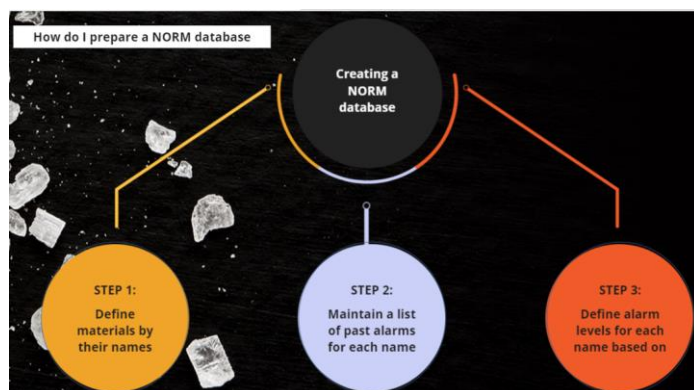 How do I prepare a NORM database
Creating a
NORM
database
STEP 1:
Define
materials by
their names
STEP 2:
Maintain a list
of past alarms
for each name
STEP 3:
Define alarm
levels for each
name based on